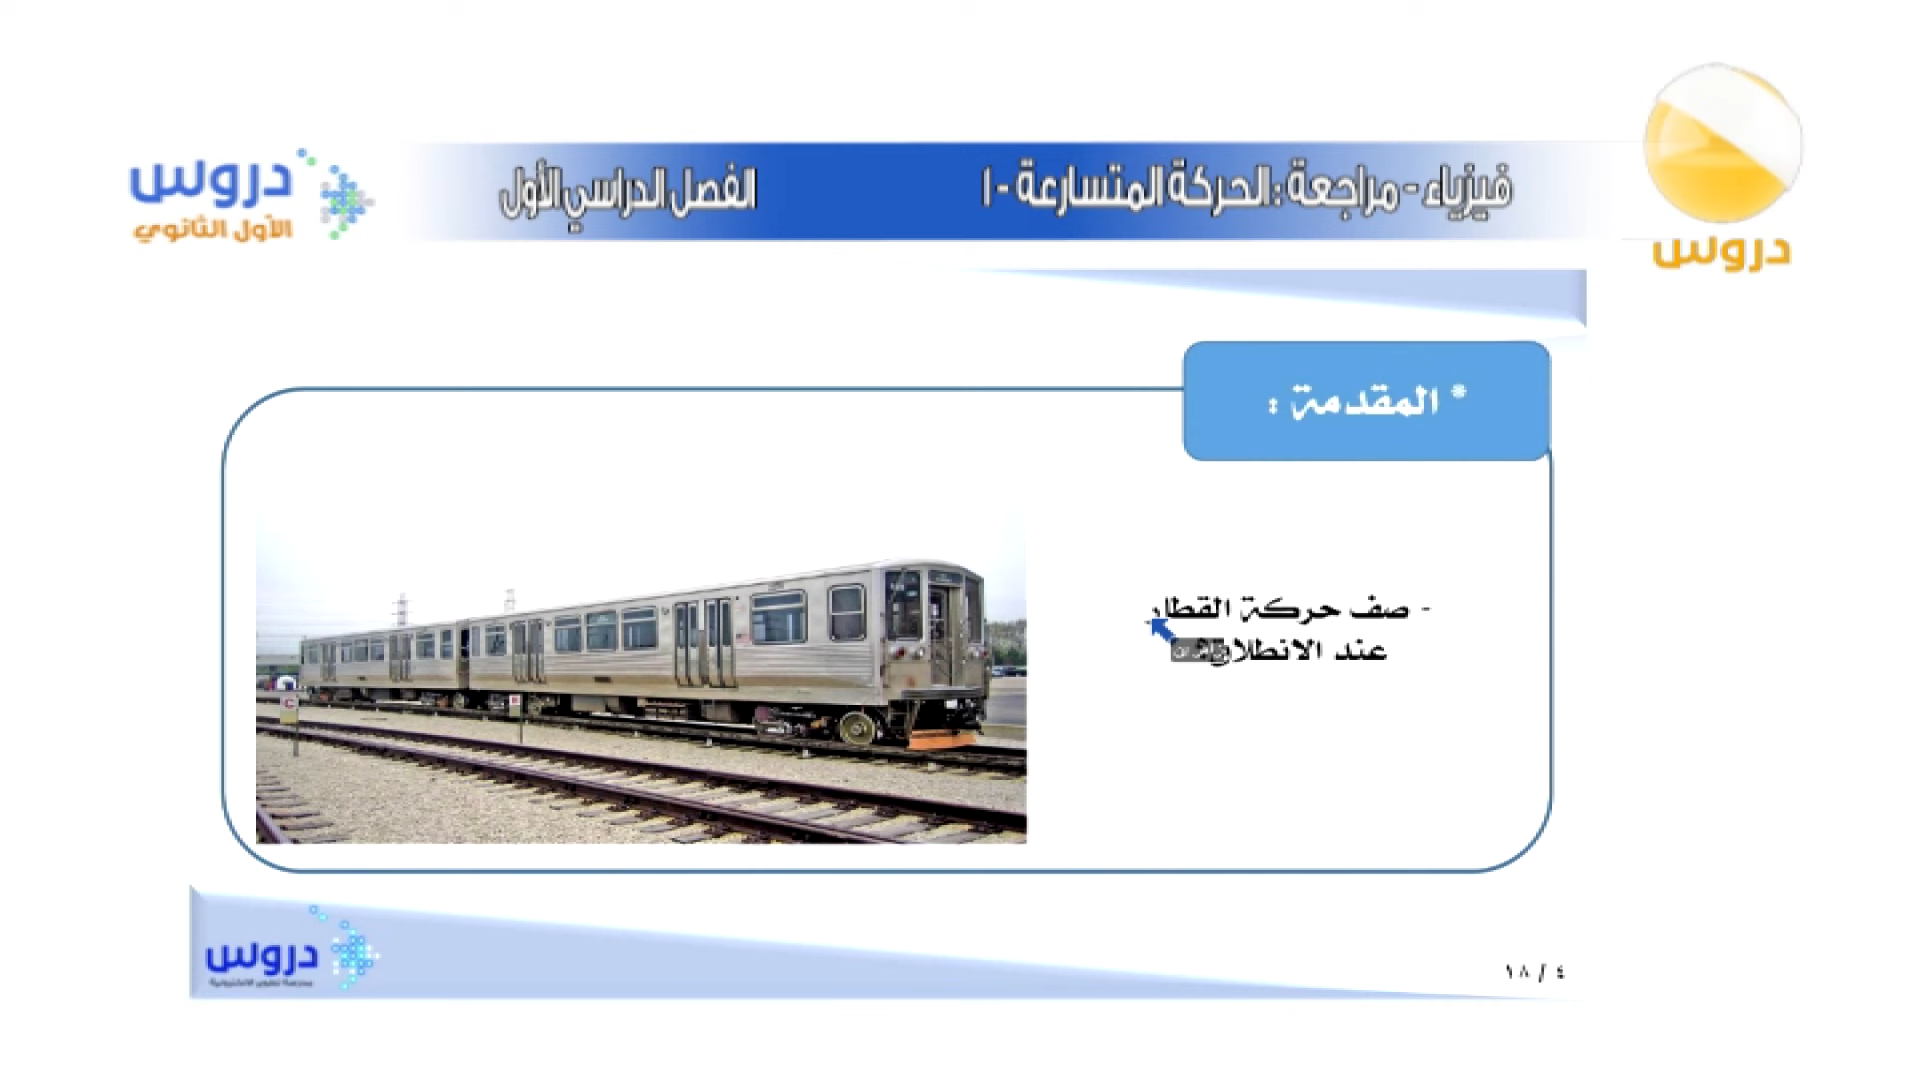 فيزياء - مراجعة : الحركة المتسارعة - ١
الفصل الدراسي الأول
دروس
الأول الثانوي
دروس
* المقدمة :
- صف حركة القطار
عند الانطلاق؟
C
دروس
٤ / ١٨